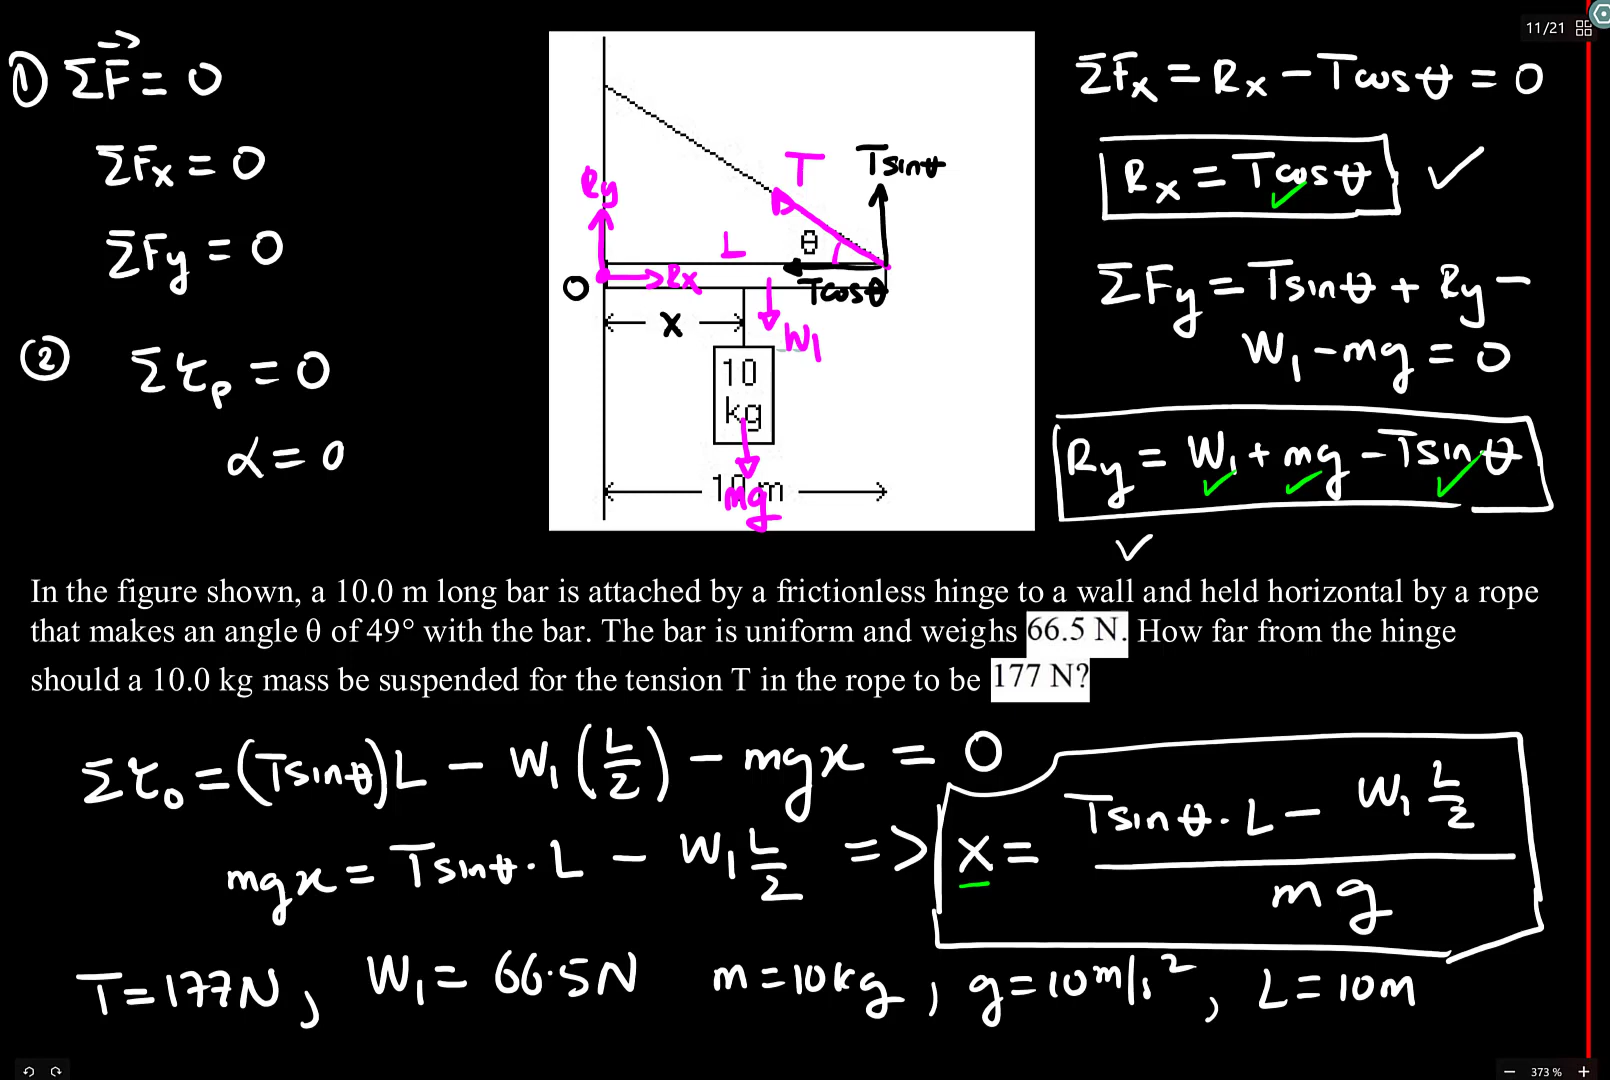 11/21
① ΣF⃗ = 0
ΣFx = 0
ΣFy = 0
② Στp = 0
α = 0
T
Tsinθ
Ry
L
θ
O
Rx
Tcosθ
x
W₁
10
kg
10 m
mg
ΣFx = Rx − Tcosθ = 0
Rx = Tcosθ ✓
ΣFy = Tsinθ + Ry −
W₁ − mg = 0
Ry = W₁ + mg − Tsinθ
✓
In the figure shown, a 10.0 m long bar is attached by a frictionless hinge to a wall and held horizontal by a rope
that makes an angle θ of 49° with the bar. The bar is uniform and weighs 66.5 N. How far from the hinge
should a 10.0 kg mass be suspended for the tension T in the rope to be 177 N?
Στo = (Tsinθ)L − W₁(L/2) − mgx = 0
mgx = Tsinθ · L − W₁ L/2 => x = (Tsinθ · L − W₁ L/2) / mg
T = 177N, W₁ = 66.5N m = 10kg, g = 10m/s², L = 10m
373 %